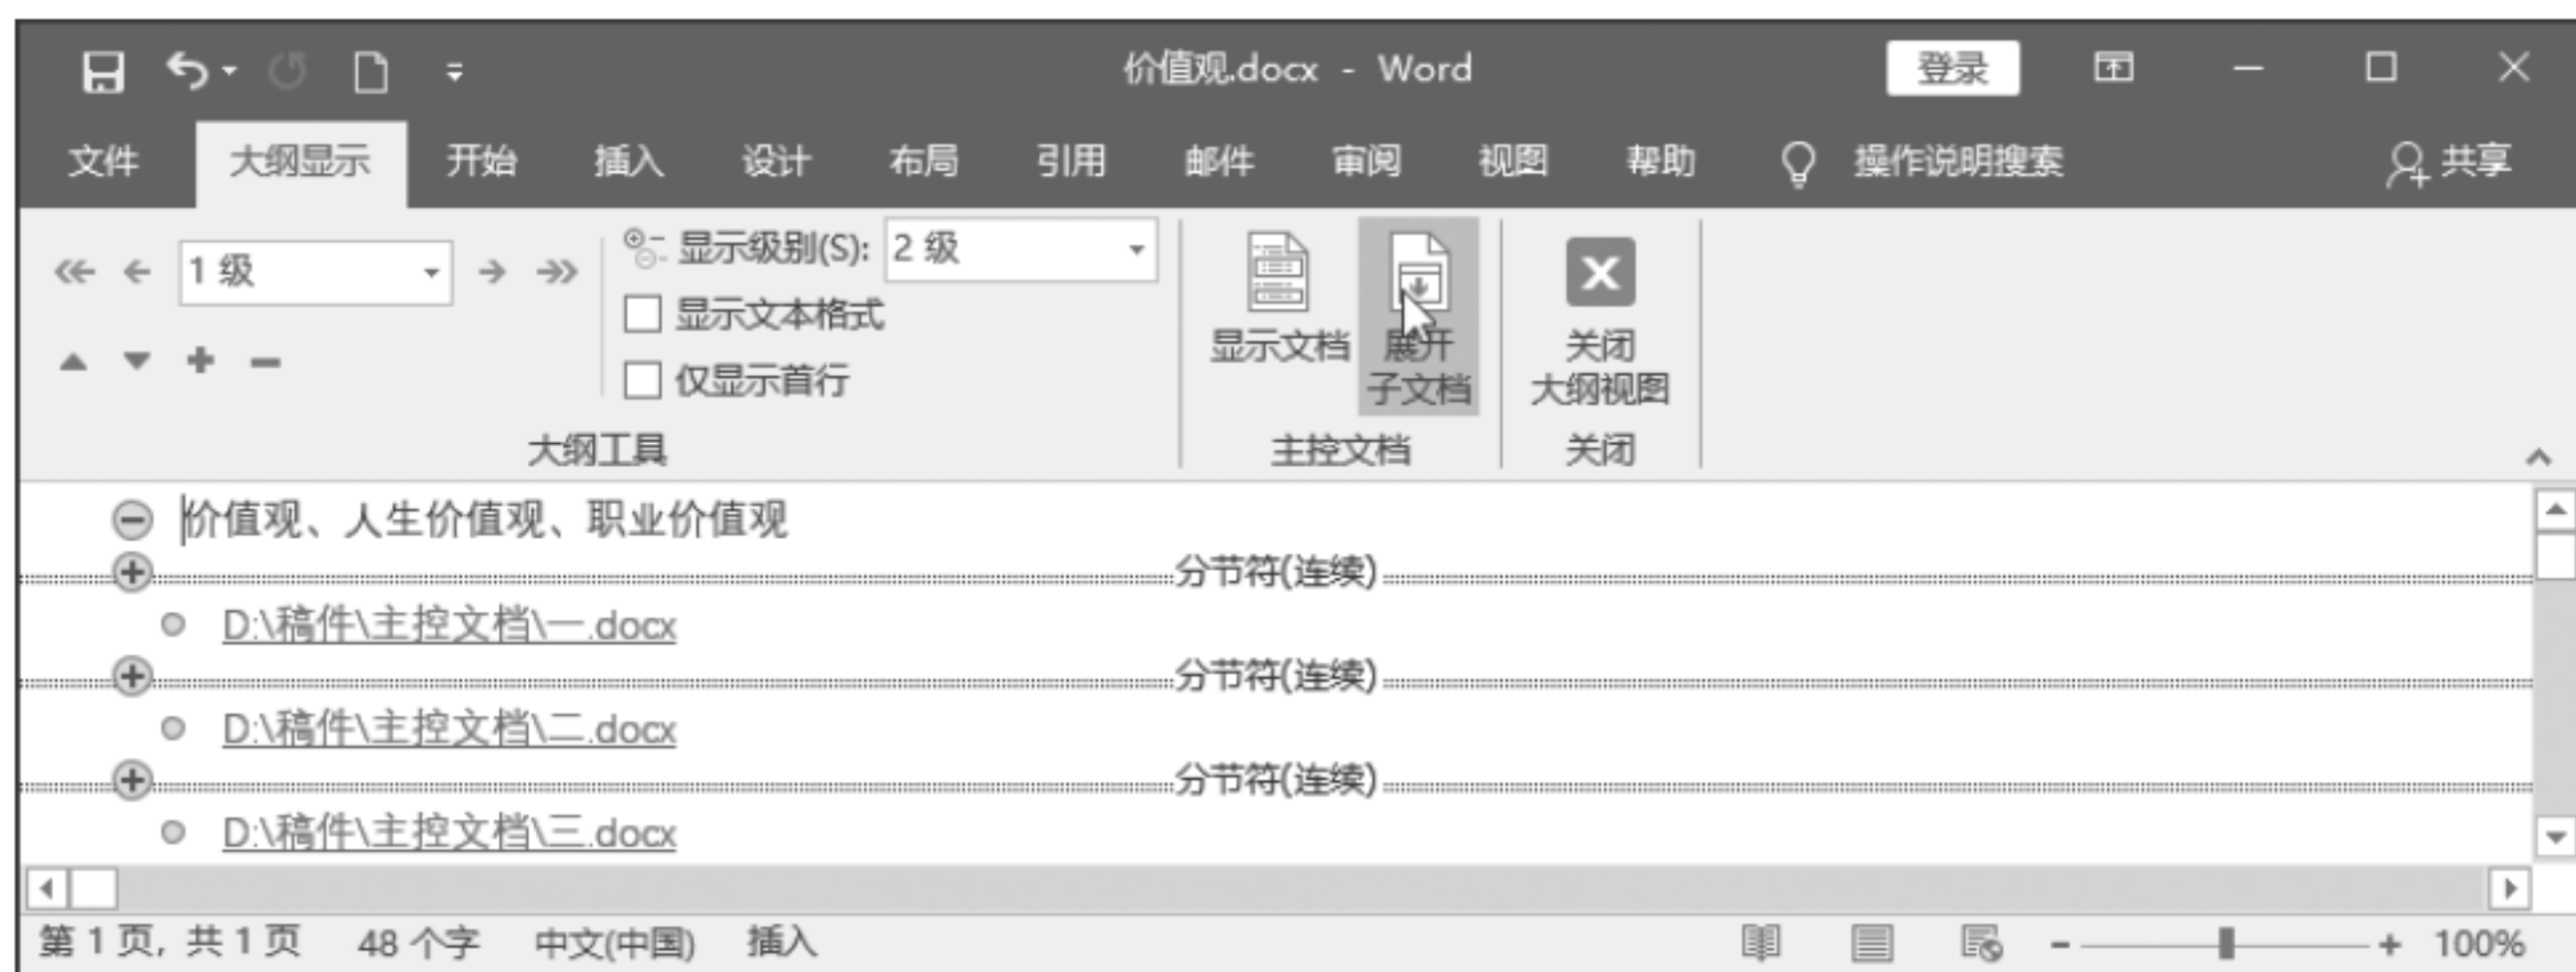 价值观.docx - Word 登录
文件 大纲显示 开始 插入 设计 布局 引用 邮件 审阅 视图 帮助 操作说明搜索 共享
1 级 显示级别(S): 2 级
显示文本格式
仅显示首行
显示文档 展开
子文档
关闭
大纲视图
大纲工具 主控文档 关闭
价值观、人生价值观、职业价值观
分节符(连续)
D:\稿件\主控文档\一.docx
分节符(连续)
D:\稿件\主控文档\二.docx
分节符(连续)
D:\稿件\主控文档\三.docx
第 1 页, 共 1 页 48 个字 中文(中国) 插入 100%